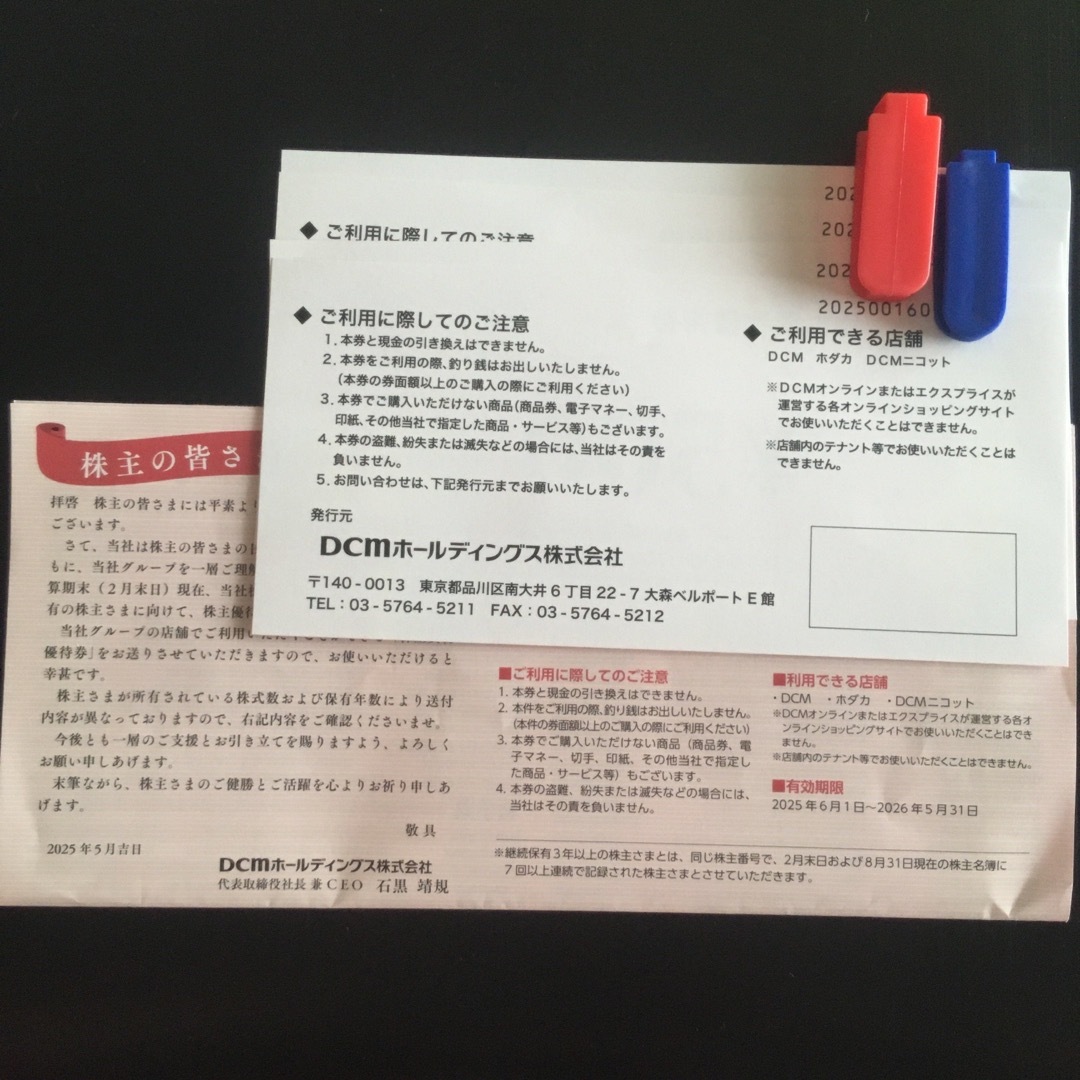 202
◆ ご利用に際してのご注意
202
202
202500160
◆ ご利用に際してのご注意
1. 本券と現金の引き換えはできません。
2. 本券をご利用の際、釣り銭はお出しいたしません。
（本券の券面額以上のご購入の際にご利用ください）
3. 本券でご購入いただけない商品（商品券、電子マネー、切手、
印紙、その他当社で指定した商品・サービス等）もございます。
4. 本券の盗難、紛失または滅失などの場合には、当社はその責を
負いません。
5. お問い合わせは、下記発行元までお願いいたします。
発行元
DCMホールディングス株式会社
〒140-0013 東京都品川区南大井6丁目22-7 大森ベルポートE館
TEL：03-5764-5211 FAX：03-5764-5212
◆ ご利用できる店舗
DCM ホダカ DCMニコット
※DCMオンラインまたはエクスプライスが
運営する各オンラインショッピングサイト
でお使いいただくことはできません。
※店舗内のテナント等でお使いいただくことは
できません。
株主の皆さ
拝啓 株主の皆さまには平素よ
ございます。
さて、当社は株主の皆さまの
もに、当社グループを一層ご理
算期末（2月末日）現在、当社
有の株主さまに向けて、株主優
当社グループの店舗でご利用い
優待券」をお送りさせていただきますので、お使いいただけると
幸甚です。
株主さまが所有されている株式数および保有年数により送付
内容が異なっておりますので、右記内容をご確認くださいませ。
今後とも一層のご支援とお引き立てを賜りますよう、よろしく
お願い申しあげます。
末筆ながら、株主さまのご健勝とご活躍を心よりお祈り申しあ
げます。
敬具
2025年5月吉日
DCMホールディングス株式会社
代表取締役社長 兼 CEO 石黒 靖規
■ご利用に際してのご注意
1. 本券と現金の引き換えはできません。
2. 本件をご利用の際、釣り銭はお出しいたしません。
（本件の券面額以上のご購入の際にご利用ください）
3. 本券でご購入いただけない商品（商品券、電
子マネー、切手、印紙、その他当社で指定し
た商品・サービス等）もございます。
4. 本券の盗難、紛失または滅失などの場合には、
当社はその責を負いません。
■利用できる店舗
・DCM ・ホダカ ・DCMニコット
※DCMオンラインまたはエクスプライスが運営する各オ
ンラインショッピングサイトでお使いいただくことはでき
ません。
※店舗内のテナント等でお使いいただくことはできません。
■有効期限
2025年6月1日〜2026年5月31日
※継続保有3年以上の株主さまとは、同じ株主番号で、2月末日および8月31日現在の株主名簿に
7回以上連続で記録された株主さまとさせていただきます。